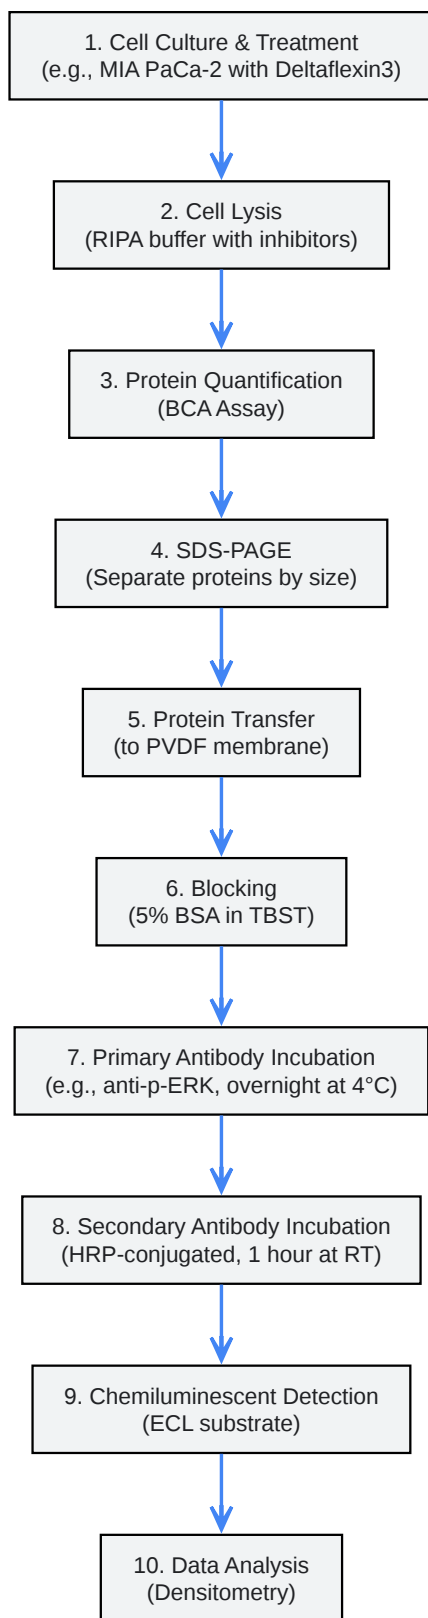 1. Cell Culture & Treatment
(e.g., MIA PaCa-2 with Deltaflexin3)
2. Cell Lysis
(RIPA buffer with inhibitors)
3. Protein Quantification
(BCA Assay)
4. SDS-PAGE
(Separate proteins by size)
5. Protein Transfer
(to PVDF membrane)
6. Blocking
(5% BSA in TBST)
7. Primary Antibody Incubation
(e.g., anti-p-ERK, overnight at 4°C)
8. Secondary Antibody Incubation
(HRP-conjugated, 1 hour at RT)
9. Chemiluminescent Detection
(ECL substrate)
10. Data Analysis
(Densitometry)